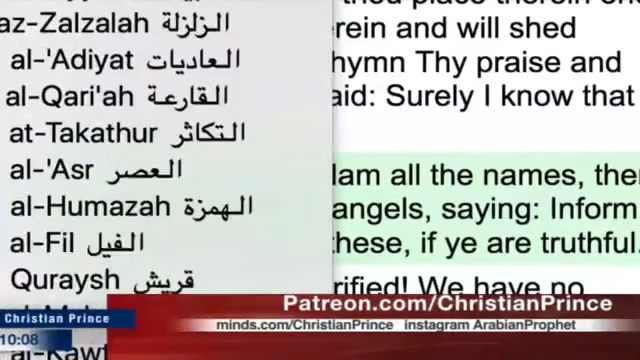 az-Zalzalah الزلزلة
al-'Adiyat العاديات
al-Qari'ah القارعة
at-Takathur التكاثر
al-'Asr العصر
al-Humazah الهمزة
al-Fil الفيل
Quraysh قريش
rein and will shed
hymn Thy praise and
aid: Surely I know that
all the names,
angels, saying: Inform
these, if ye are truthful.
rified! We have no
Patreon.com/ChristianPrince
minds.com/ChristianPrince instagram ArabianProphet
Christian Prince
10:08